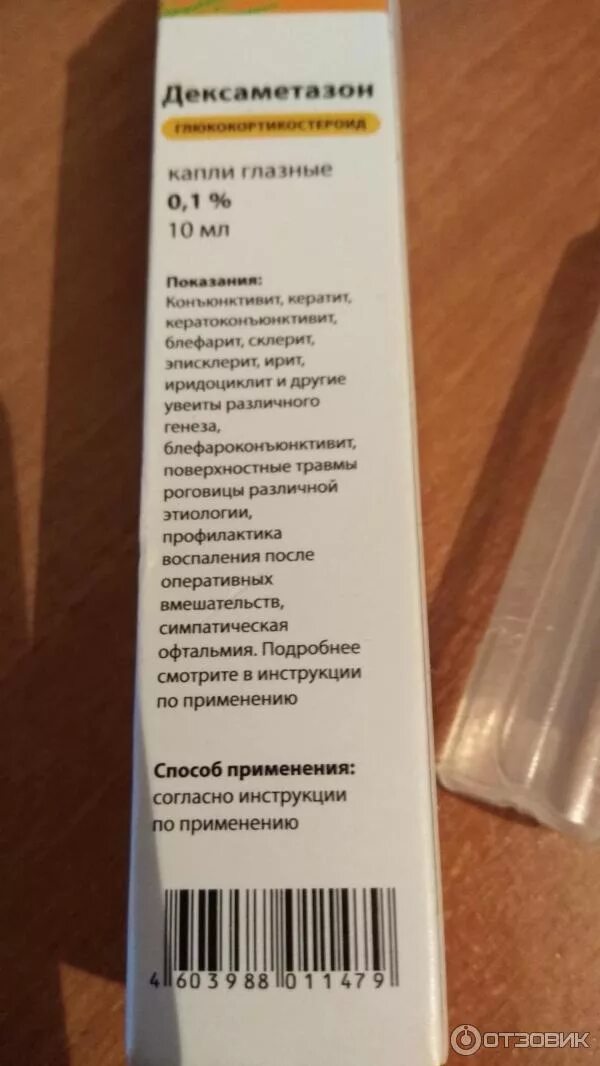 Дексаметазон
ГЛЮКОКОРТИКОСТЕРОИД
капли глазные
0,1 %
10 мл
Показания:
Конъюнктивит, кератит,
кератоконъюнктивит,
блефарит, склерит,
эписклерит, ирит,
иридоциклит и другие
увеиты различного
генеза,
блефароконъюнктивит,
поверхностные травмы
роговицы различной
этиологии,
профилактика
воспаления после
оперативных
вмешательств,
симпатическая
офтальмия. Подробнее
смотрите в инструкции
по применению
Способ применения:
согласно инструкции
по применению
4 603988 011479
ОТЗОВИК